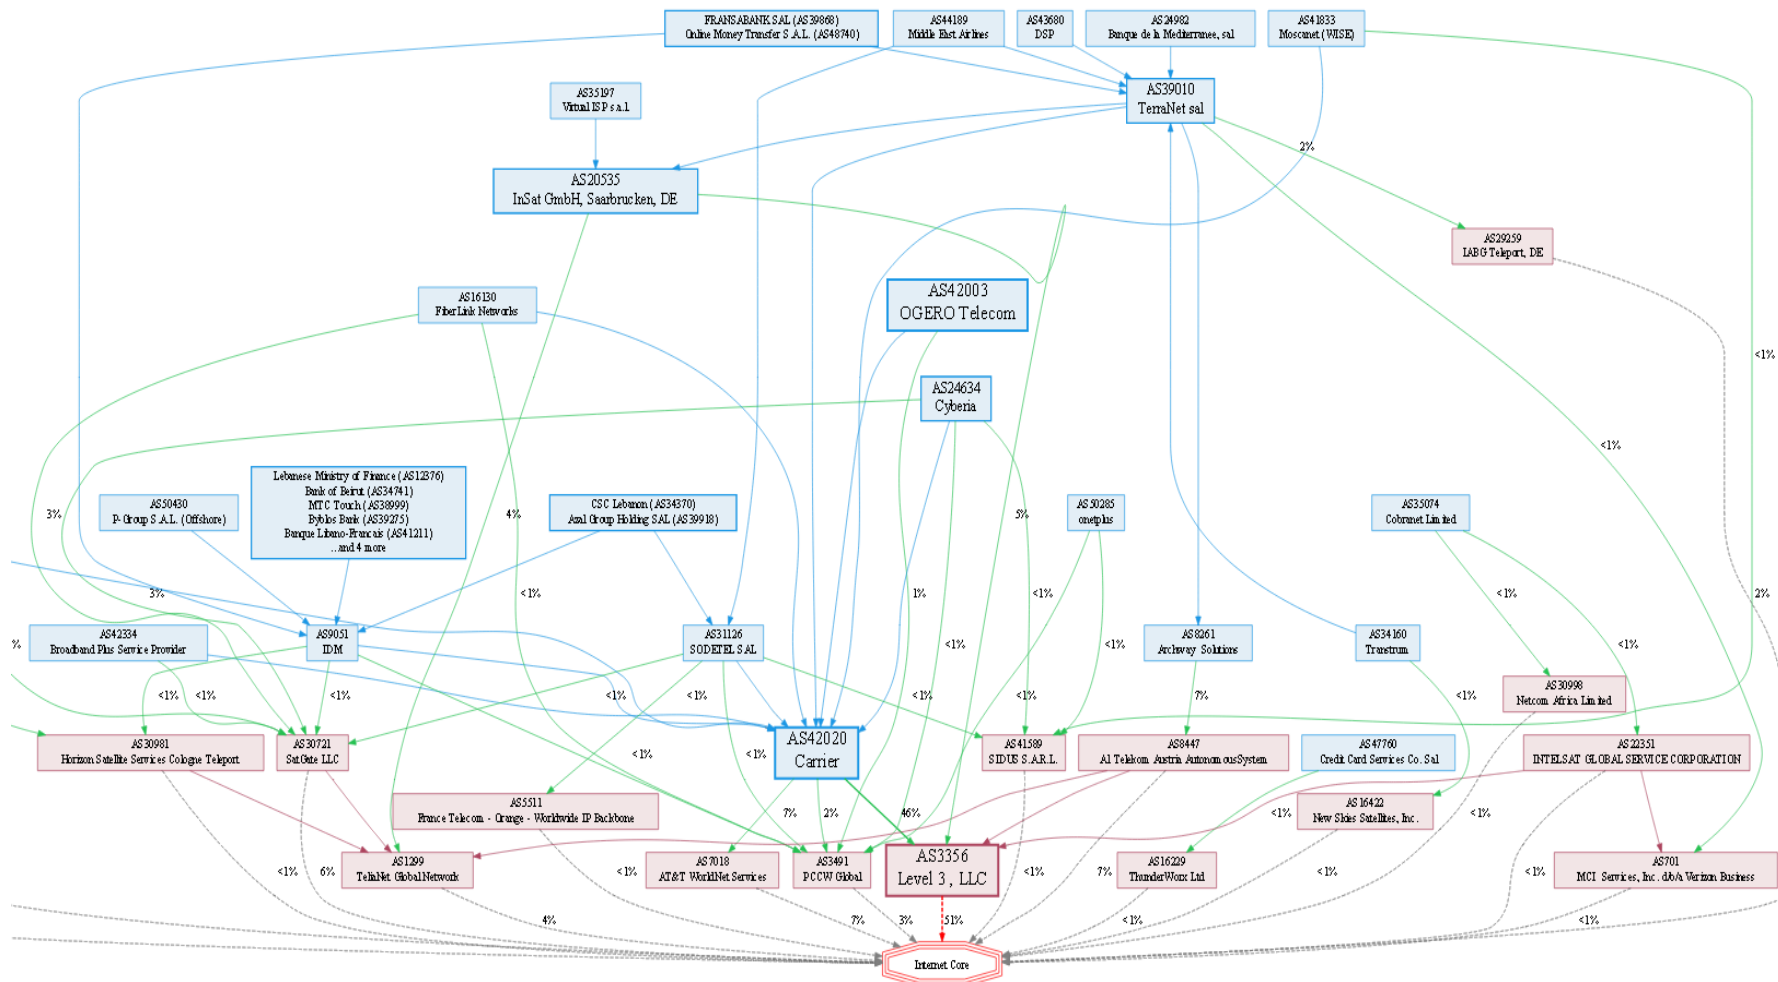 FRANSABANK SAL (AS39868)
Online Money Transfer S.A.L. (AS48740)
AS44189
Middle East Airlines
AS43680
DSP
AS24982
Banque de la Mediterranee, sal
AS41833
Moscanet (WISE)
AS35197
Virtual ISP s.a.l.
AS39010
TerraNet sal
2%
AS20535
InSat GmbH, Saarbrucken, DE
AS29259
IABG Teleport, DE
AS16130
FiberLink Networks
AS42003
OGERO Telecom
<1%
AS24634
Cyberia
<1%
Lebanese Ministry of Finance (AS12376)
Bank of Beirut (AS34741)
MTC Touch (AS38999)
Byblos Bank (AS39275)
Banque Libano-Francais (AS41211)
...and 4 more
AS50430
P-Group S.A.L. (Offshore)
CSC Lebanon (AS34370)
Azal Group Holding SAL (AS39918)
AS50285
onetplus
AS35074
Cobranet Limited
3%
4%
5%
3%
<1%
1%
<1%
<1%
2%
AS42334
Broadband Plus Service Provider
AS9051
IDM
AS31126
SODETEL SAL
AS8261
Archway Solutions
AS34160
Transtrum
%
<1%
<1%
<1%
<1%
<1%
<1%
<1%
<1%
<1%
7%
<1%
AS30998
Netcom Africa Limited
AS30981
Horizon Satellite Services Cologne Teleport
AS30721
SatGate LLC
AS42020
Carrier
AS41589
SIDUS S.A.R.L.
AS8447
A1 Telekom Austria AutonomousSystem
AS47760
Credit Card Services Co. Sal
AS22351
INTELSAT GLOBAL SERVICE CORPORATION
<1%
<1%
AS5511
France Telecom - Orange - Worldwide IP Backbone
7%
2%
46%
<1%
AS16422
New Skies Satellites, Inc.
<1%
AS1299
TeliaNet Global Network
AS7018
AT&T WorldNet Services
AS3491
PCCW Global
AS3356
Level 3, LLC
AS16229
ThunderWorx Ltd
AS701
MCI Services, Inc. d/b/a Verizon Business
<1%
6%
<1%
<1%
7%
<1%
<1%
4%
7%
3%
51%
<1%
<1%
Internet Core